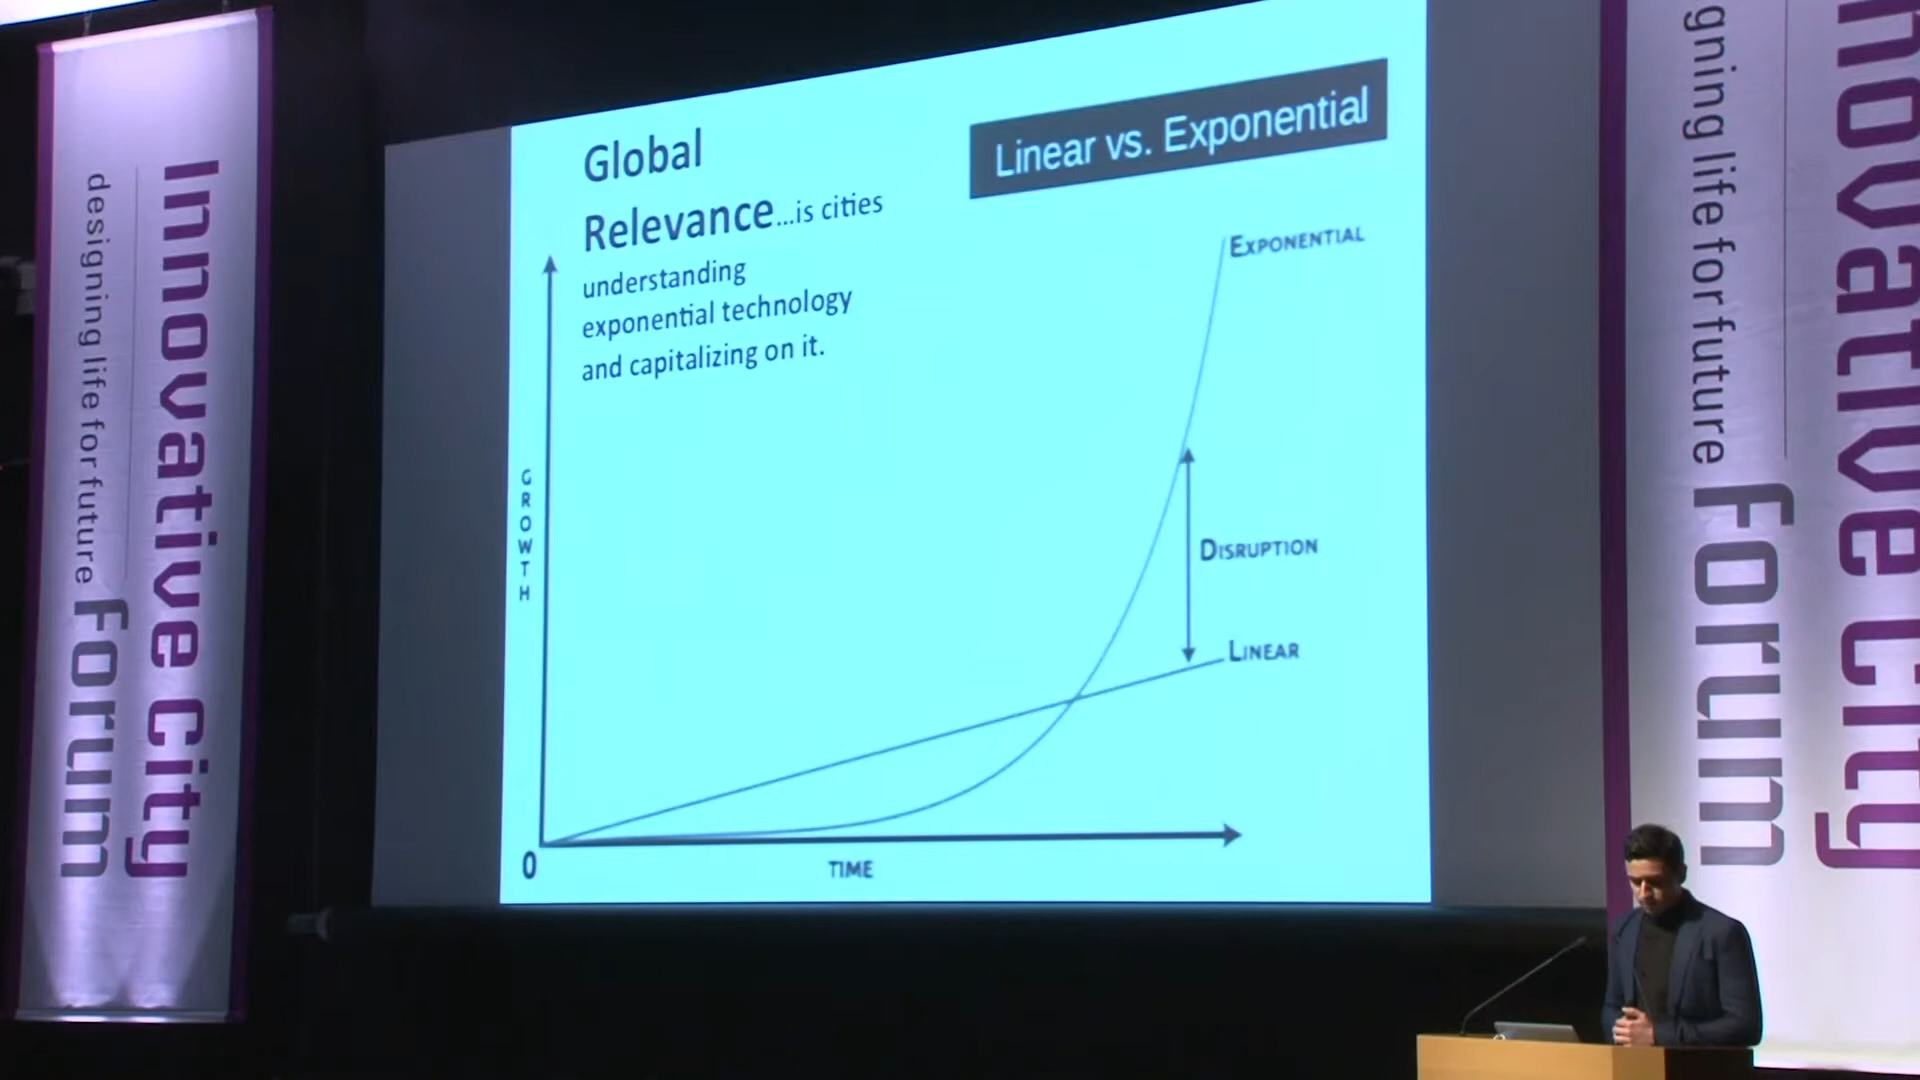 Innovative City
designing life for future Forum
Global
Relevance...is cities
understanding
exponential technology
and capitalizing on it.
Linear vs. Exponential
EXPONENTIAL
DISRUPTION
LINEAR
GROWTH
0
TIME
novative City
gning life for future Forum